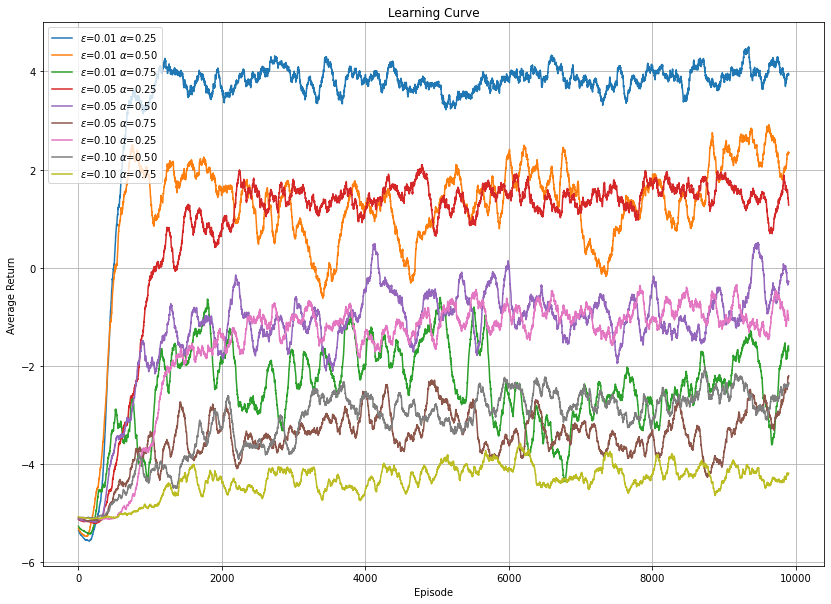 Learning Curve
ε=0.01 α=0.25
ε=0.01 α=0.50
ε=0.01 α=0.75
ε=0.05 α=0.25
ε=0.05 α=0.50
ε=0.05 α=0.75
ε=0.10 α=0.25
ε=0.10 α=0.50
ε=0.10 α=0.75
Average Return
4
2
0
−2
−4
−6
0 2000 4000 6000 8000 10000
Episode